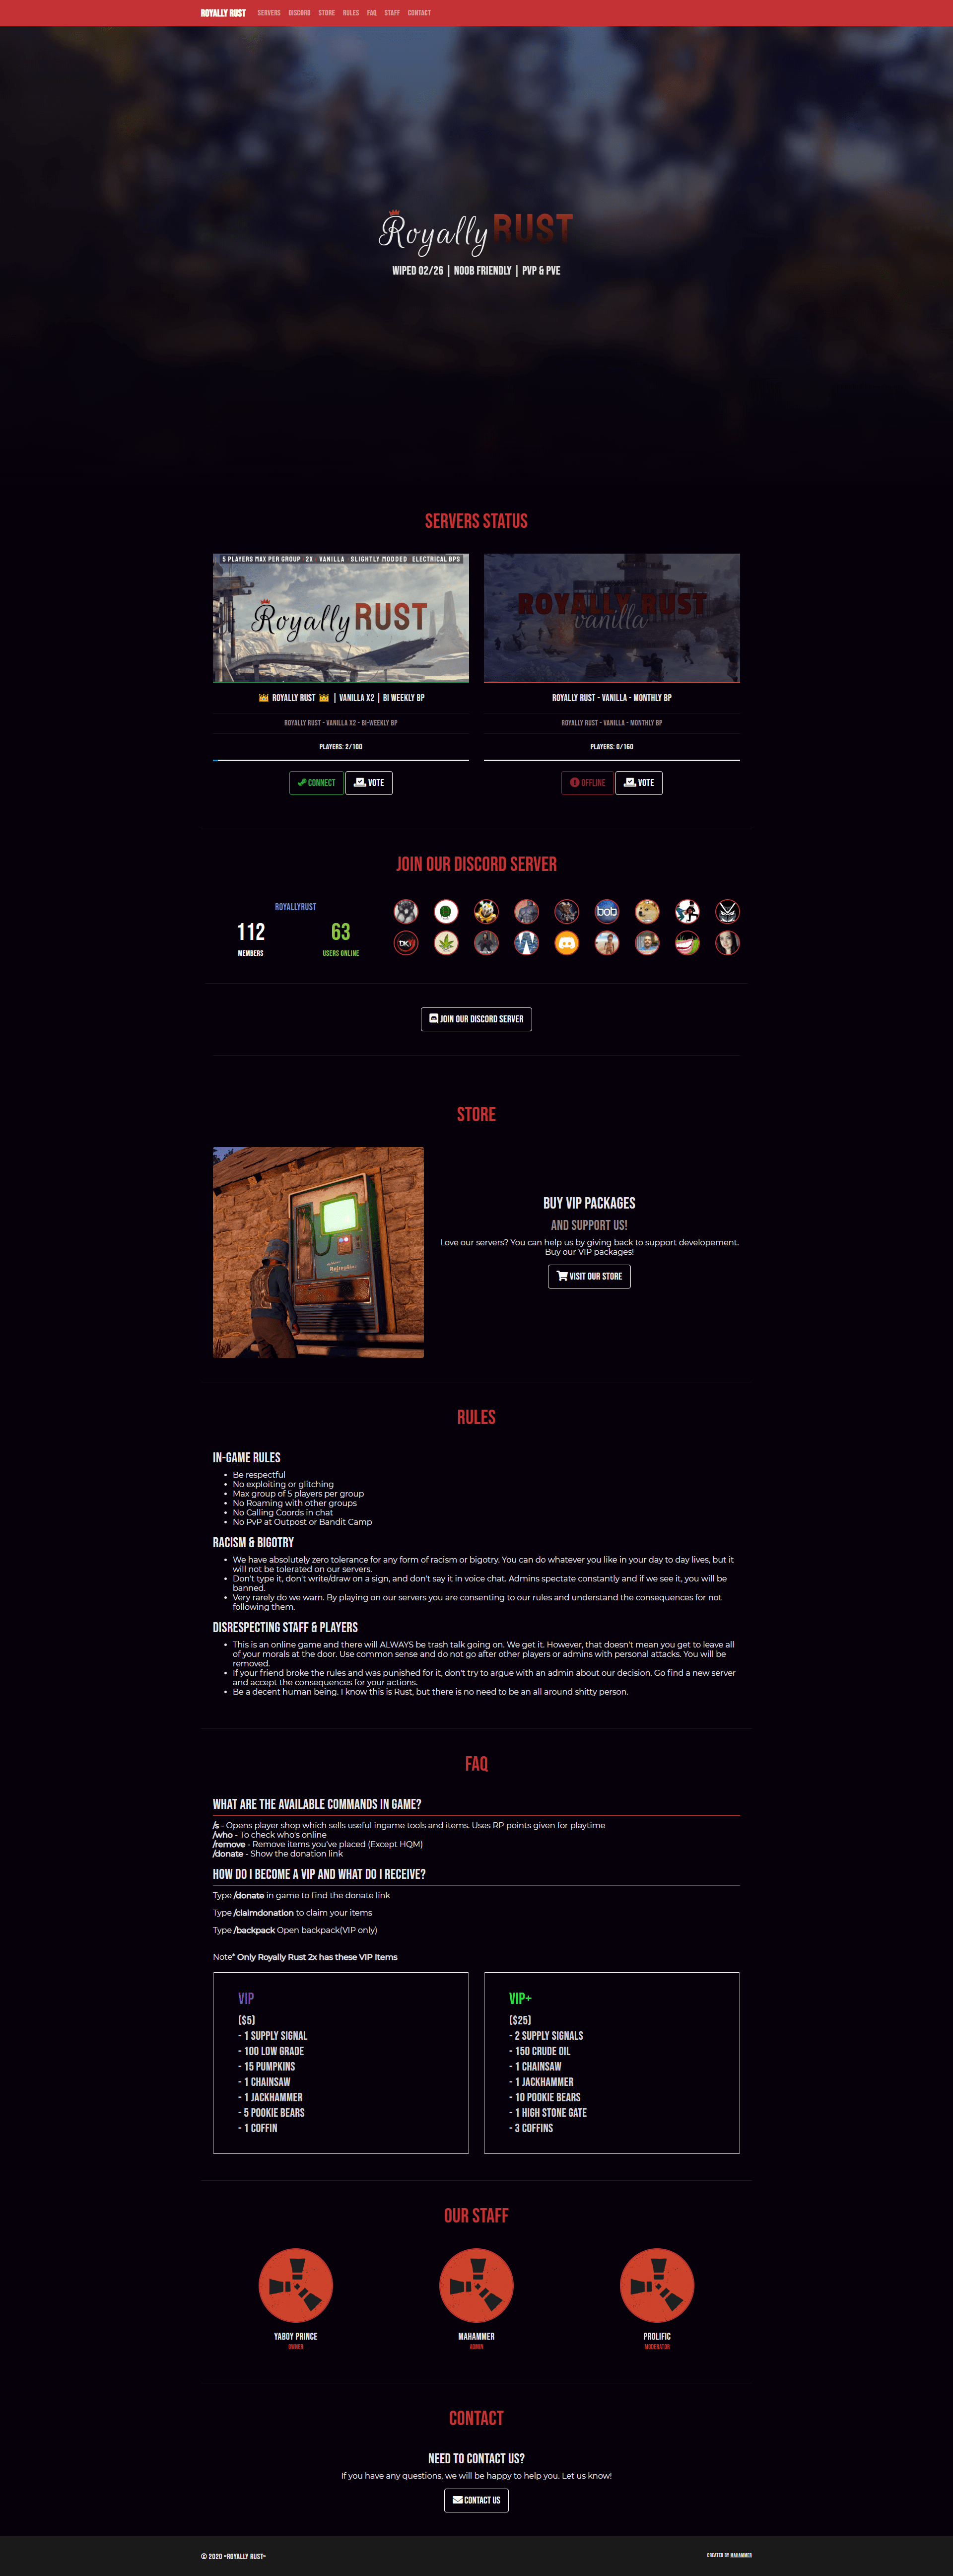 ROYALLY RUST SERVERS DISCORD STORE RULES FAQ STAFF CONTACT
Royally RUST
WIPED 02/26 | NOOB FRIENDLY | PVP & PVE
SERVERS STATUS
5 PLAYERS MAX PER GROUP 2X VANILLA SLIGHTLY MODDED ELECTRICAL BPS
Royally RUST
ROYALLY RUST
vanilla
ROYALLY RUST | VANILLA X2 | BI WEEKLY BP
ROYALLY RUST - VANILLA - MONTHLY BP
ROYALLY RUST - VANILLA X2 - BI-WEEKLY BP
ROYALLY RUST - VANILLA - MONTHLY BP
PLAYERS: 2/100
PLAYERS: 0/160
CONNECT VOTE
OFFLINE VOTE
JOIN OUR DISCORD SERVER
ROYALLYRUST
112
63
MEMBERS
USERS ONLINE
bob
JOIN OUR DISCORD SERVER
STORE
BUY VIP PACKAGES
AND SUPPORT US!
Love our servers? You can help us by giving back to support developement.
Buy our VIP packages!
VISIT OUR STORE
RULES
IN-GAME RULES
• Be respectful
• No exploiting or glitching
• Max group of 5 players per group
• No Roaming with other groups
• No Calling Coords in chat
• No PvP at Outpost or Bandit Camp
RACISM & BIGOTRY
• We have absolutely zero tolerance for any form of racism or bigotry. You can do whatever you like in your day to day lives, but it
will not be tolerated on our servers.
• Don't type it, don't write/draw on a sign, and don't say it in voice chat. Admins spectate constantly and if we see it, you will be
banned.
• Very rarely do we warn. By playing on our servers you are consenting to our rules and understand the consequences for not
following them.
DISRESPECTING STAFF & PLAYERS
• This is an online game and there will ALWAYS be trash talk going on. We get it. However, that doesn't mean you get to leave all
of your morals at the door. Use common sense and do not go after other players or admins with personal attacks. You will be
removed.
• If your friend broke the rules and was punished for it, don't try to argue with an admin about our decision. Go find a new server
and accept the consequences for your actions.
• Be a decent human being. I know this is Rust, but there is no need to be an all around shitty person.
FAQ
WHAT ARE THE AVAILABLE COMMANDS IN GAME?
/s - Opens player shop which sells useful ingame tools and items. Uses RP points given for playtime
/who - To check who's online
/remove - Remove items you've placed (Except HQM)
/donate - Show the donation link
HOW DO I BECOME A VIP AND WHAT DO I RECEIVE?
Type /donate in game to find the donate link
Type /claimdonation to claim your items
Type /backpack Open backpack(VIP only)
Note* Only Royally Rust 2x has these VIP Items
VIP
($5)
- 1 SUPPLY SIGNAL
- 100 LOW GRADE
- 15 PUMPKINS
- 1 CHAINSAW
- 1 JACKHAMMER
- 5 POOKIE BEARS
- 1 COFFIN
VIP+
($25)
- 2 SUPPLY SIGNALS
- 150 CRUDE OIL
- 1 CHAINSAW
- 1 JACKHAMMER
- 10 POOKIE BEARS
- 1 HIGH STONE GATE
- 3 COFFINS
OUR STAFF
YABOY PRINCE
OWNER
MAHAMMER
ADMIN
PROLIFIC
MODERATOR
CONTACT
NEED TO CONTACT US?
If you have any questions, we will be happy to help you. Let us know!
CONTACT US
© 2020 •ROYALLY RUST•
CREATED BY MAHAMMER